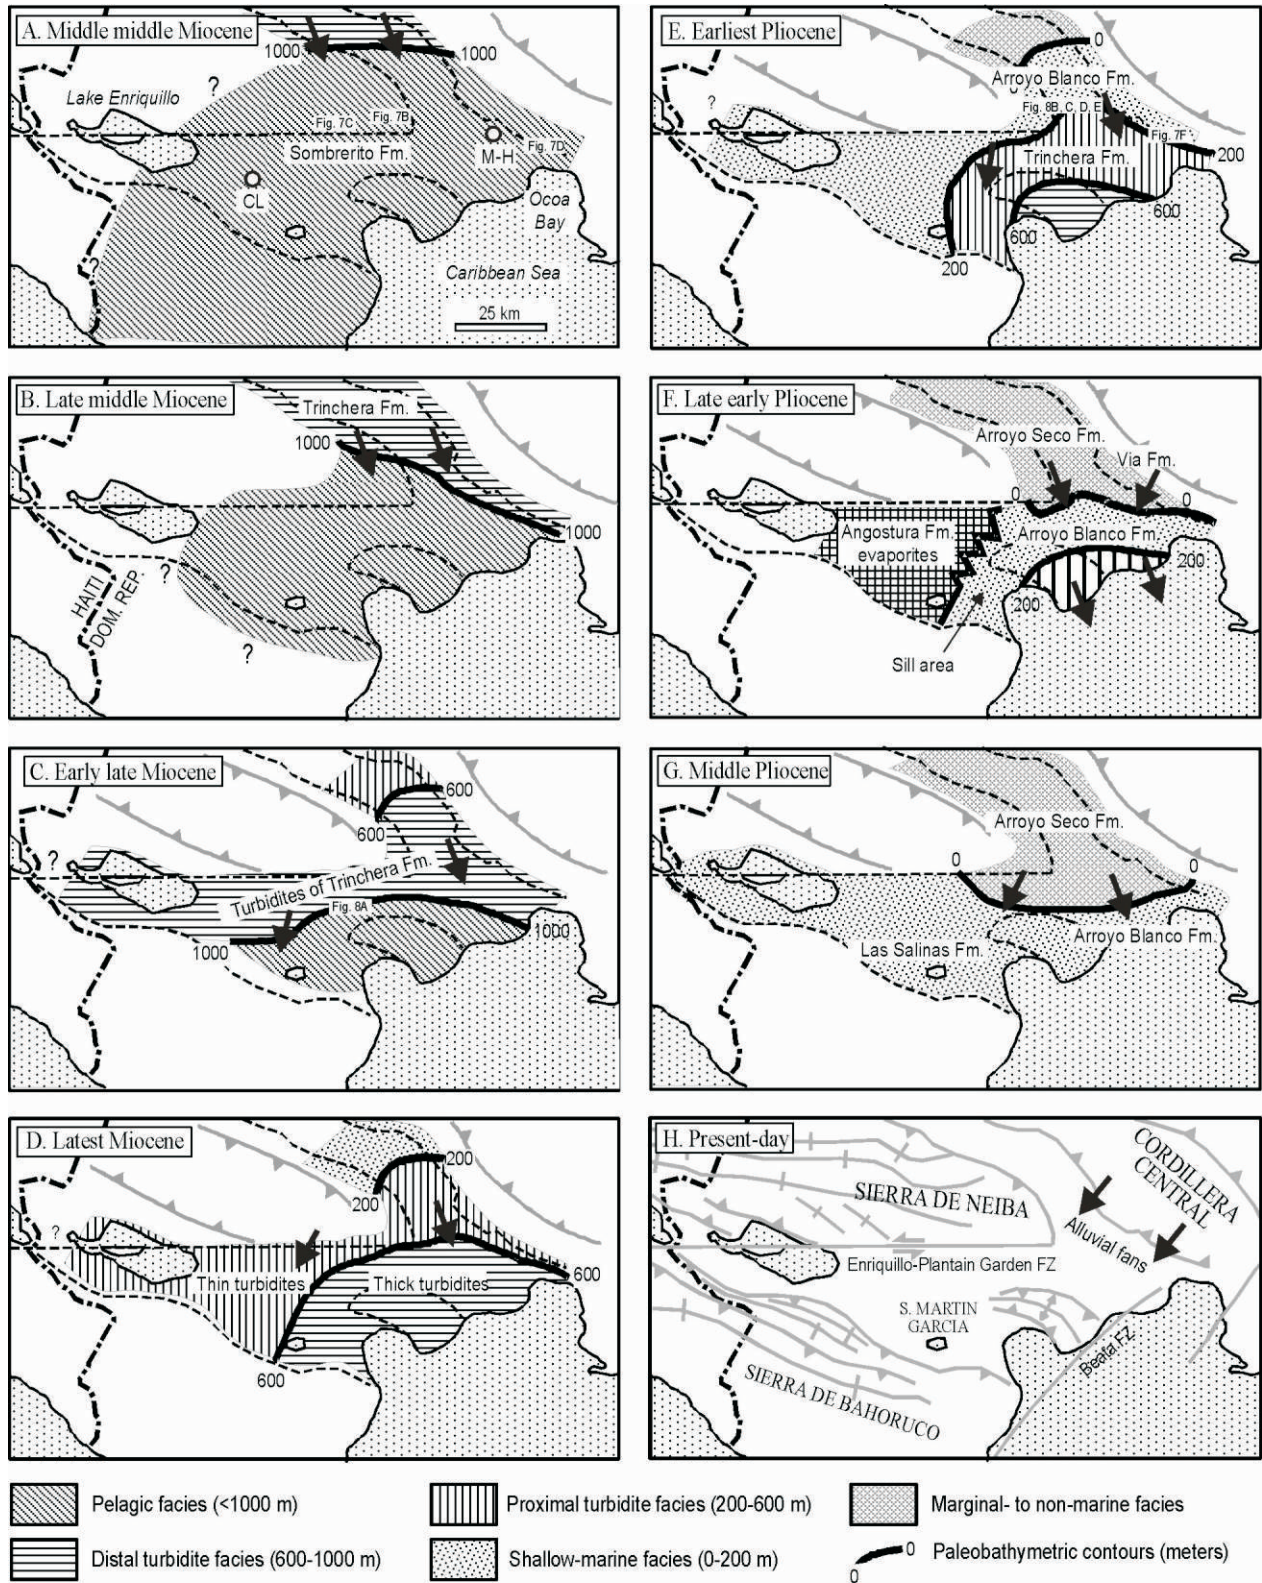 A. Middle middle Miocene
1000
1000
?
Lake Enriquillo
Fig. 7C
Fig. 7B
Sombrerito Fm.
M-H
Fig. 7D
CL
Ocoa
Bay
?
Caribbean Sea
25 km
B. Late middle Miocene
Trinchera Fm.
1000
1000
?
HAITI
DOM. REP.
?
C. Early late Miocene
600
600
?
Turbidites of Trinchera Fm.
Fig. 8A
1000
1000
D. Latest Miocene
200
200
?
Thin turbidites
Thick turbidites
600
600
E. Earliest Pliocene
0
Arroyo Blanco Fm.
?
Fig. 8B, C, D, E
Fig. 7F
Trinchera Fm.
200
600
600
200
F. Late early Pliocene
Arroyo Seco Fm.
Via Fm.
0
0
Angostura Fm.
evaporites
Arroyo Blanco Fm.
200
200
Sill area
G. Middle Pliocene
Arroyo Seco Fm.
0
0
Arroyo Blanco Fm.
Las Salinas Fm.
H. Present-day
CORDILLERA
CENTRAL
SIERRA DE NEIBA
Alluvial fans
Enriquillo-Plantain Garden FZ
S. MARTIN
GARCIA
Beata FZ
SIERRA DE BAHORUCO
Pelagic facies (<1000 m)
Proximal turbidite facies (200-600 m)
Marginal- to non-marine facies
Distal turbidite facies (600-1000 m)
Shallow-marine facies (0-200 m)
0
0
Paleobathymetric contours (meters)